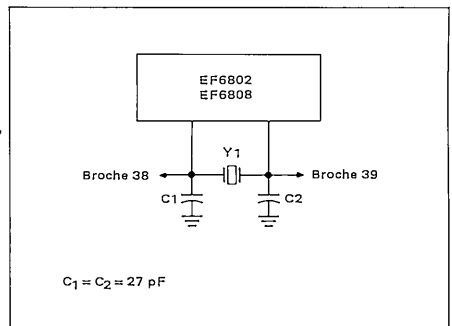 EF6802
EF6808
Y1
Broche 38
Broche 39
C1
C2
C1 = C2 = 27 pF